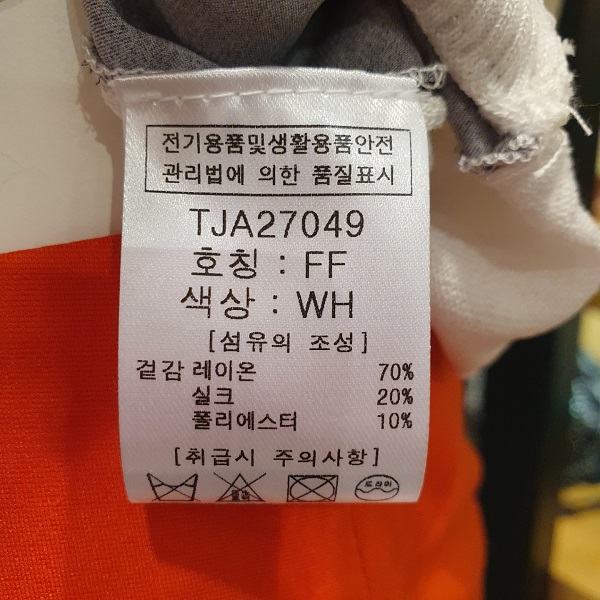 전기용품및생활용품안전
관리법에 의한 품질표시
TJA27049
호칭 : FF
색상 : WH
[섬유의 조성]
겉감 레이온 70%
실크 20%
폴리에스터 10%
[취급시 주의사항]
드라이